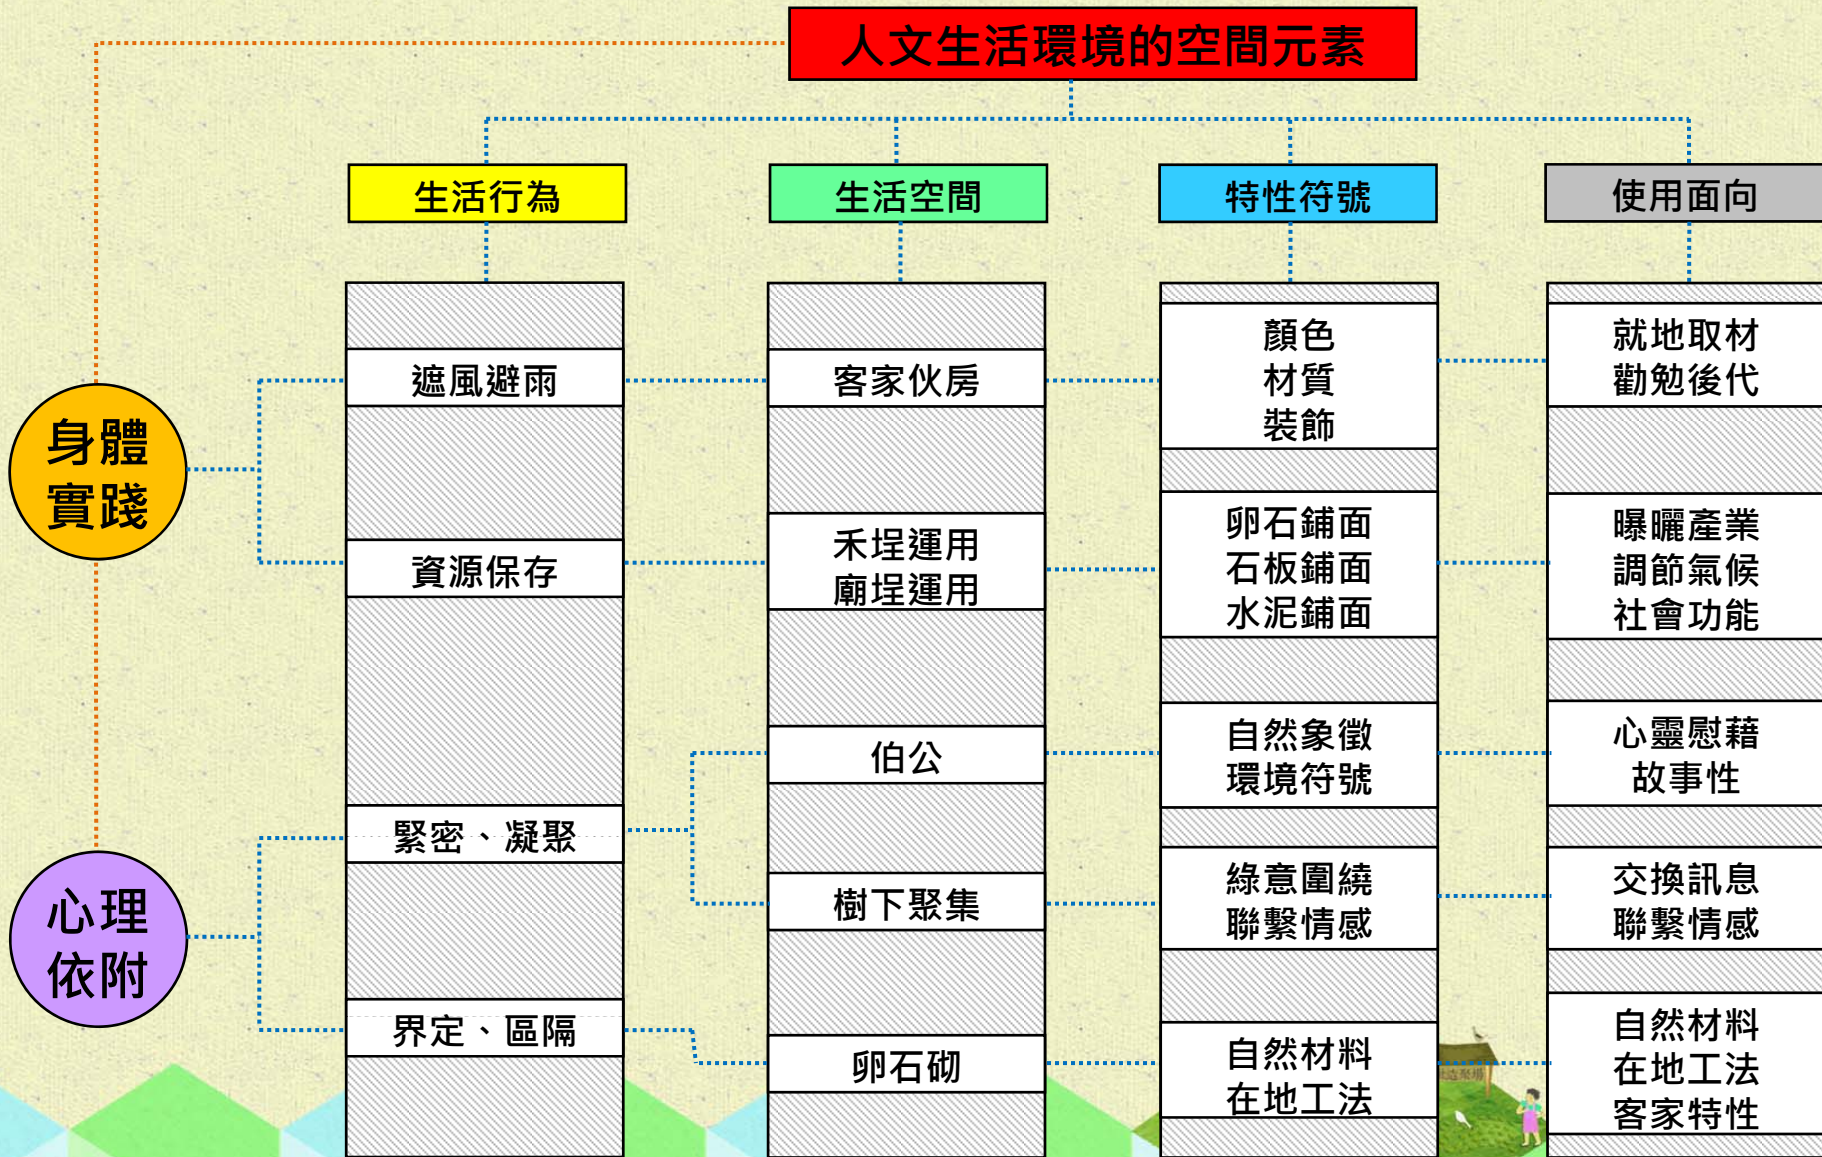 人文生活環境的空間元素
生活行為
生活空間
特性符號
使用面向
身體
實踐
心理
依附
遮風避雨
資源保存
緊密、凝聚
界定、區隔
客家伙房
禾埕運用
廟埕運用
伯公
樹下聚集
卵石砌
顏色
材質
裝飾
卵石鋪面
石板鋪面
水泥鋪面
自然象徵
環境符號
綠意圍繞
聯繫情感
自然材料
在地工法
就地取材
勸勉後代
曝曬產業
調節氣候
社會功能
心靈慰藉
故事性
交換訊息
聯繫情感
自然材料
在地工法
客家特性